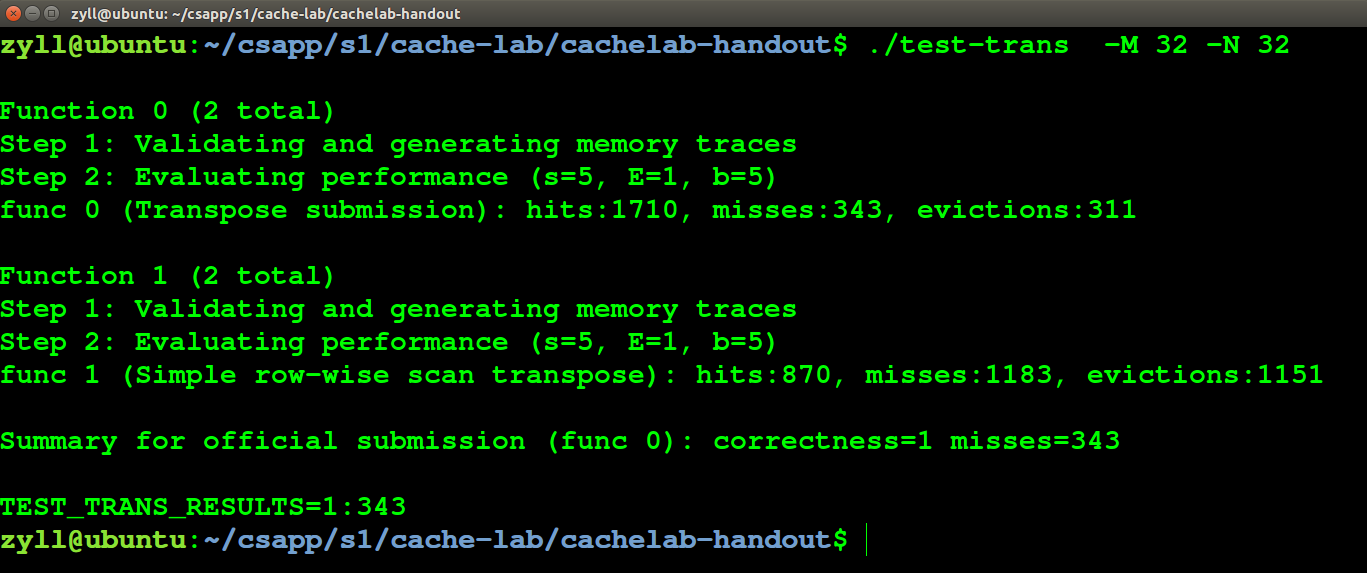 zyll@ubuntu: ~/csapp/s1/cache-lab/cachelab-handout
zyll@ubuntu:~/csapp/s1/cache-lab/cachelab-handout$ ./test-trans  -M 32 -N 32
Function 0 (2 total)
Step 1: Validating and generating memory traces
Step 2: Evaluating performance (s=5, E=1, b=5)
func 0 (Transpose submission): hits:1710, misses:343, evictions:311
Function 1 (2 total)
Step 1: Validating and generating memory traces
Step 2: Evaluating performance (s=5, E=1, b=5)
func 1 (Simple row-wise scan transpose): hits:870, misses:1183, evictions:1151
Summary for official submission (func 0): correctness=1 misses=343
TEST_TRANS_RESULTS=1:343
zyll@ubuntu:~/csapp/s1/cache-lab/cachelab-handout$